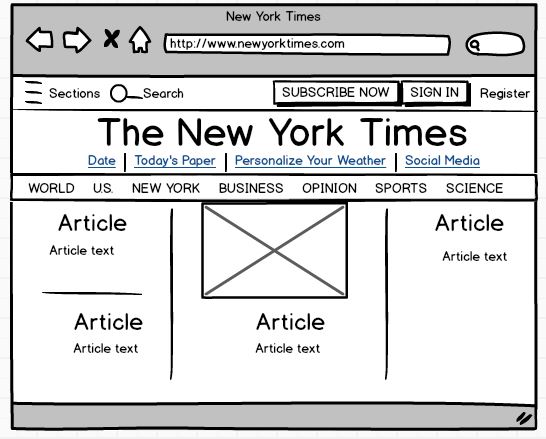 New York Times
http://www.newyorktimes.com
Sections Search SUBSCRIBE NOW SIGN IN Register
The New York Times
Date Today's Paper Personalize Your Weather Social Media
WORLD U.S. NEW YORK BUSINESS OPINION SPORTS SCIENCE
Article
Article text
Article
Article text
Article
Article text
Article
Article text